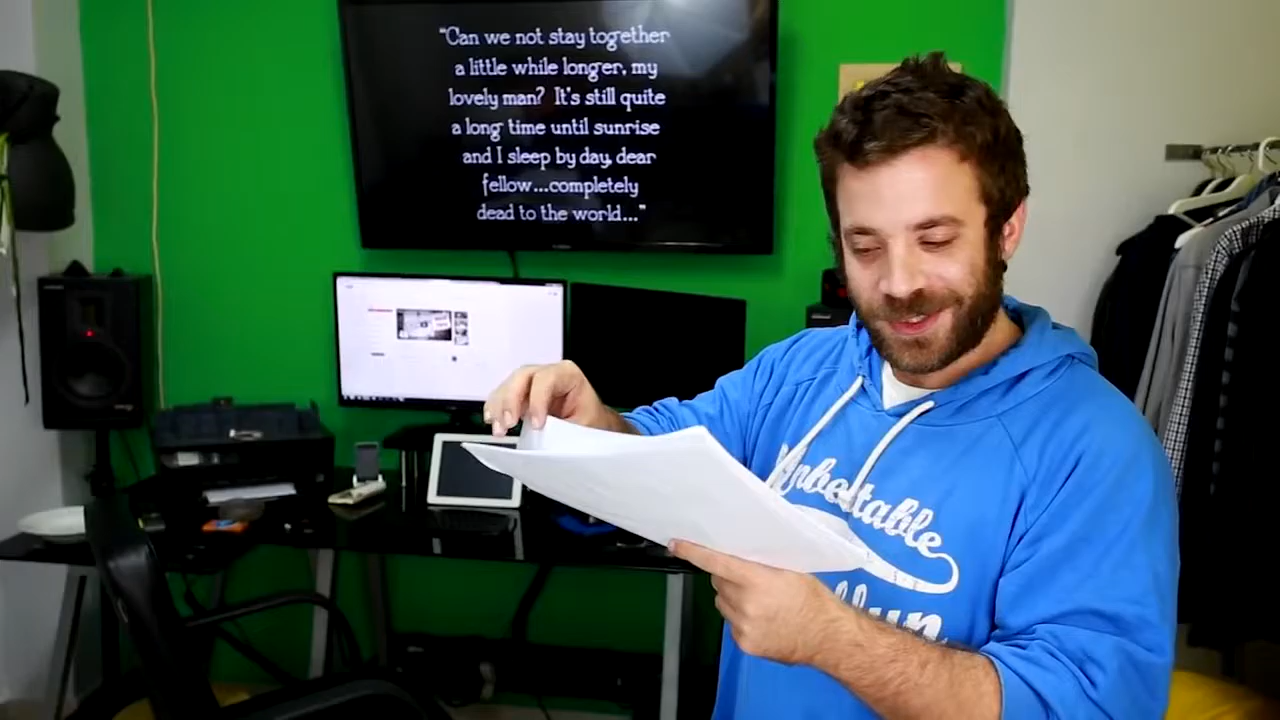 "Can we not stay together
a little while longer, my
lovely man? It's still quite
a long time until sunrise
and I sleep by day, dear
fellow...completely
dead to the world..."
Unbeatable